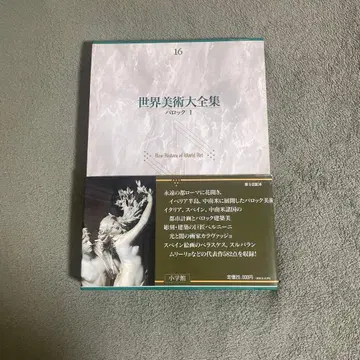 16
世界美術大全集
バロック 1
New History of World Art
第5回配本
永遠の都ローマに花開き、
イベリア半島、中南米に展開したバロック美術
イタリア、スペイン、中南米諸国の
都市計画とバロック建築美
彫刻・建築の巨匠ベルニーニ
光と闇の画家カラヴァッジョ
スペイン絵画のベラスケス、スルバラン
ムリーリョなどの代表作582点を収録!
小学館